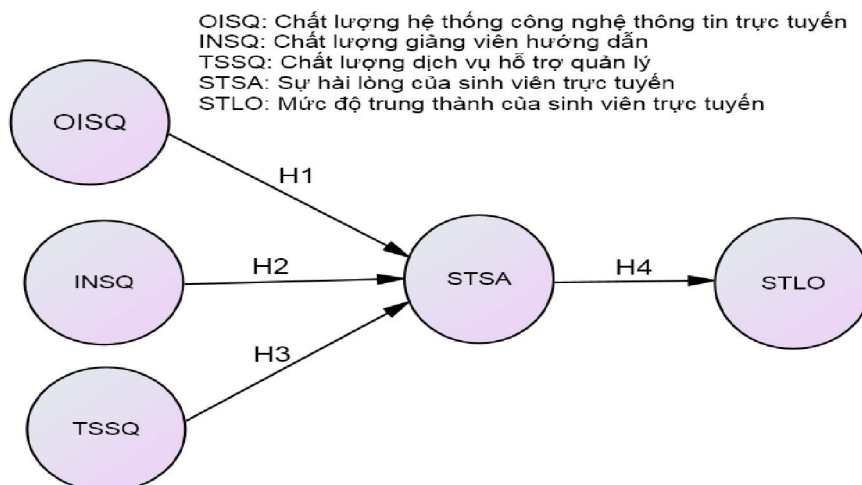 OISQ: Chất lượng hệ thống công nghệ thông tin trực tuyến
INSQ: Chất lượng giảng viên hướng dẫn
TSSQ: Chất lượng dịch vụ hỗ trợ quản lý
STSA: Sự hài lòng của sinh viên trực tuyến
STLO: Mức độ trung thành của sinh viên trực tuyến
OISQ
H1
INSQ
H2
STSA
H4
STLO
H3
TSSQ